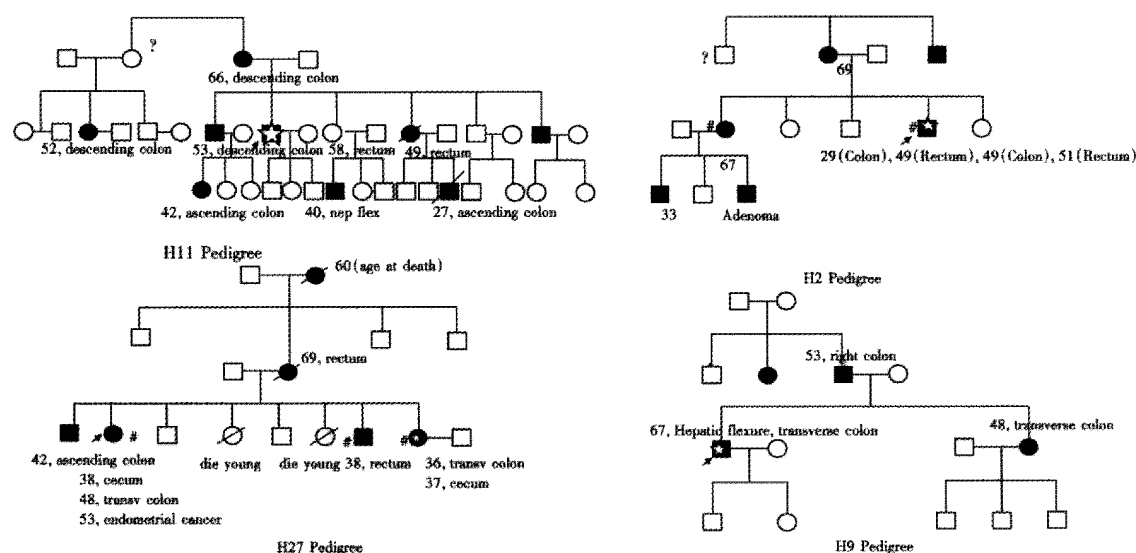 ?
66, descending colon
52, descending colon
53, descending colon 58, rectum
49, rectum
42, ascending colon
40, nep flex
27, ascending colon
H11 Pedigree
?
69
#
#
67
29(Colon), 49(Rectum), 49(Colon), 51(Rectum)
33
Adenoma
H2 Pedigree
60(age at death)
69, rectum
#
#
#
42, ascending colon
die young
die young
38, rectum
36, transv colon
38, cecum
37, cecum
48, transv colon
53, endometrial cancer
H27 Pedigree
53, right colon
67, Hepatic flexure, transverse colon
48, transverse colon
H9 Pedigree